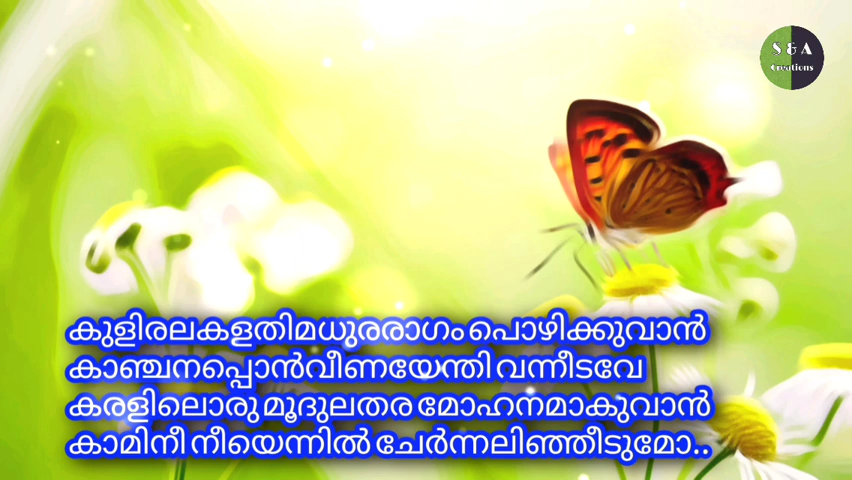 S & A
Creations
കുളിരലകളതിമധുരരാഗം പൊഴിക്കുവാൻ
കാഞ്ചനപ്പൊൻവീണയേന്തി വന്നീടവേ
കരളിലൊരു മൂദുലതര മോഹനമാകുവാൻ
കാമിനീ നീയെന്നിൽ ചേർന്നലിഞ്ഞീടുമോ..